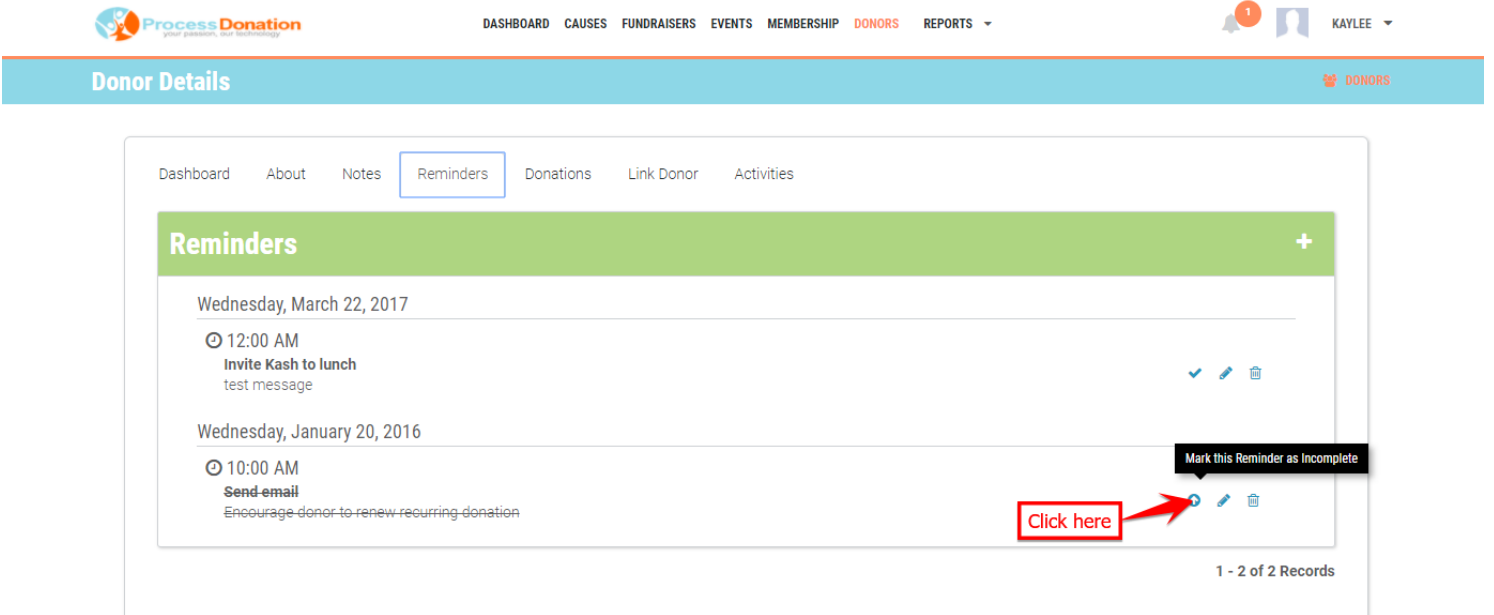 Process Donation
your passion, our technology
DASHBOARD CAUSES FUNDRAISERS EVENTS MEMBERSHIP DONORS REPORTS
1
KAYLEE
Donor Details
DONORS
Dashboard About Notes Reminders Donations Link Donor Activities
Reminders
Wednesday, March 22, 2017
12:00 AM
Invite Kash to lunch
test message
Wednesday, January 20, 2016
Mark this Reminder as Incomplete
10:00 AM
Send email
Encourage donor to renew recurring donation
Click here
1 - 2 of 2 Records